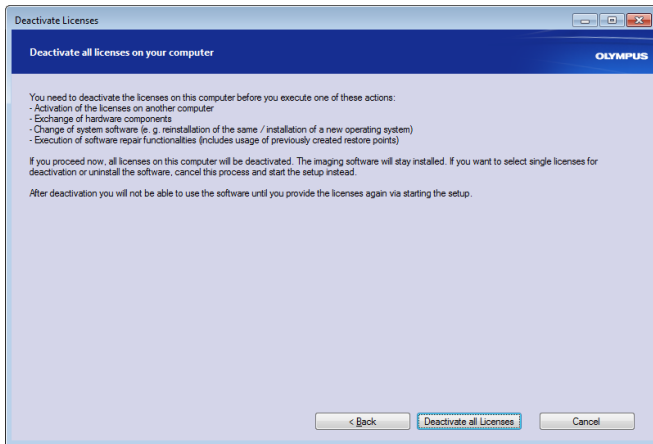 Deactivate Licenses
Deactivate all licenses on your computer
OLYMPUS
You need to deactivate the licenses on this computer before you execute one of these actions:
- Activation of the licenses on another computer
- Exchange of hardware components
- Change of system software (e. g. reinstallation of the same / installation of a new operating system)
- Execution of software repair functionalities (includes usage of previously created restore points)
If you proceed now, all licenses on this computer will be deactivated. The imaging software will stay installed. If you want to select single licenses for
deactivation or uninstall the software, cancel this process and start the setup instead.
After deactivation you will not be able to use the software until you provide the licenses again via starting the setup.
< Back
Deactivate all Licenses
Cancel